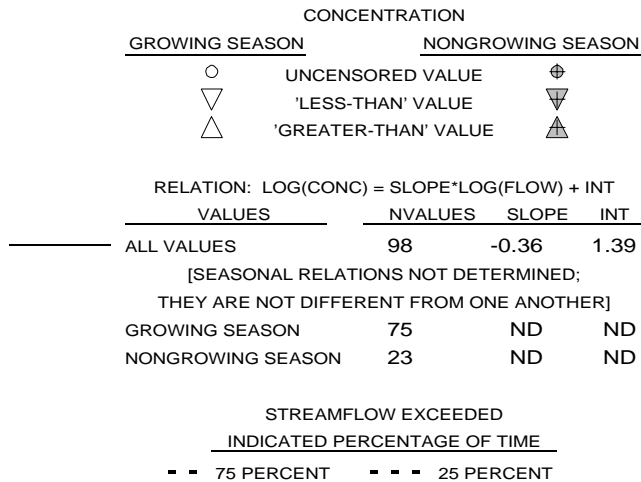 CONCENTRATION
GROWING SEASON NONGROWING SEASON
UNCENSORED VALUE
'LESS-THAN' VALUE
'GREATER-THAN' VALUE
RELATION: LOG(CONC) = SLOPE*LOG(FLOW) + INT
VALUES NVALUES SLOPE INT
ALL VALUES 98 -0.36 1.39
[SEASONAL RELATIONS NOT DETERMINED;
THEY ARE NOT DIFFERENT FROM ONE ANOTHER]
GROWING SEASON 75 ND ND
NONGROWING SEASON 23 ND ND
STREAMFLOW EXCEEDED
INDICATED PERCENTAGE OF TIME
75 PERCENT 25 PERCENT